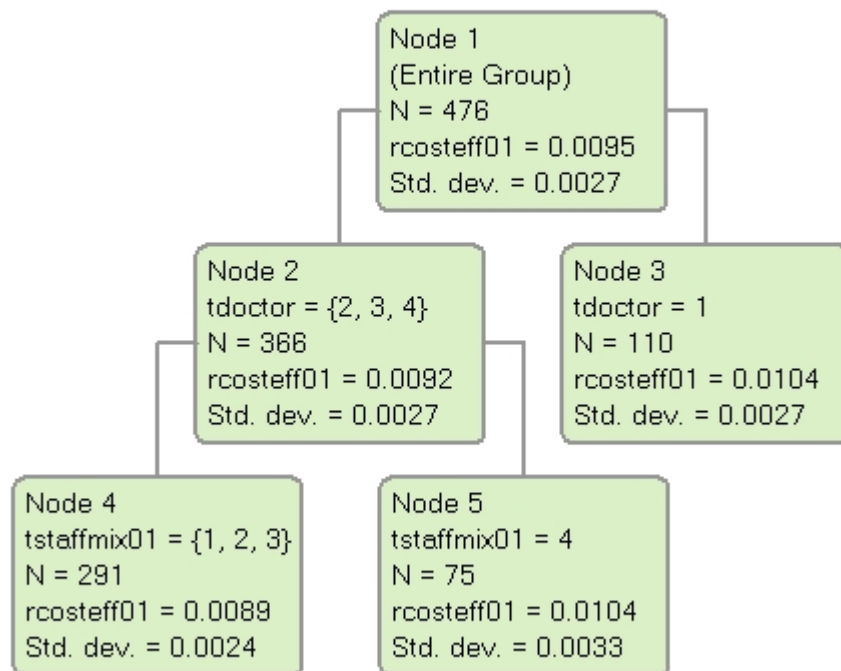 Node 1
(Entire Group)
N = 476
rcosteff01 = 0.0095
Std. dev. = 0.0027
Node 2
tdoctor = {2, 3, 4}
N = 366
rcosteff01 = 0.0092
Std. dev. = 0.0027
Node 3
tdoctor = 1
N = 110
rcosteff01 = 0.0104
Std. dev. = 0.0027
Node 4
tstaffmix01 = {1, 2, 3}
N = 291
rcosteff01 = 0.0089
Std. dev. = 0.0024
Node 5
tstaffmix01 = 4
N = 75
rcosteff01 = 0.0104
Std. dev. = 0.0033